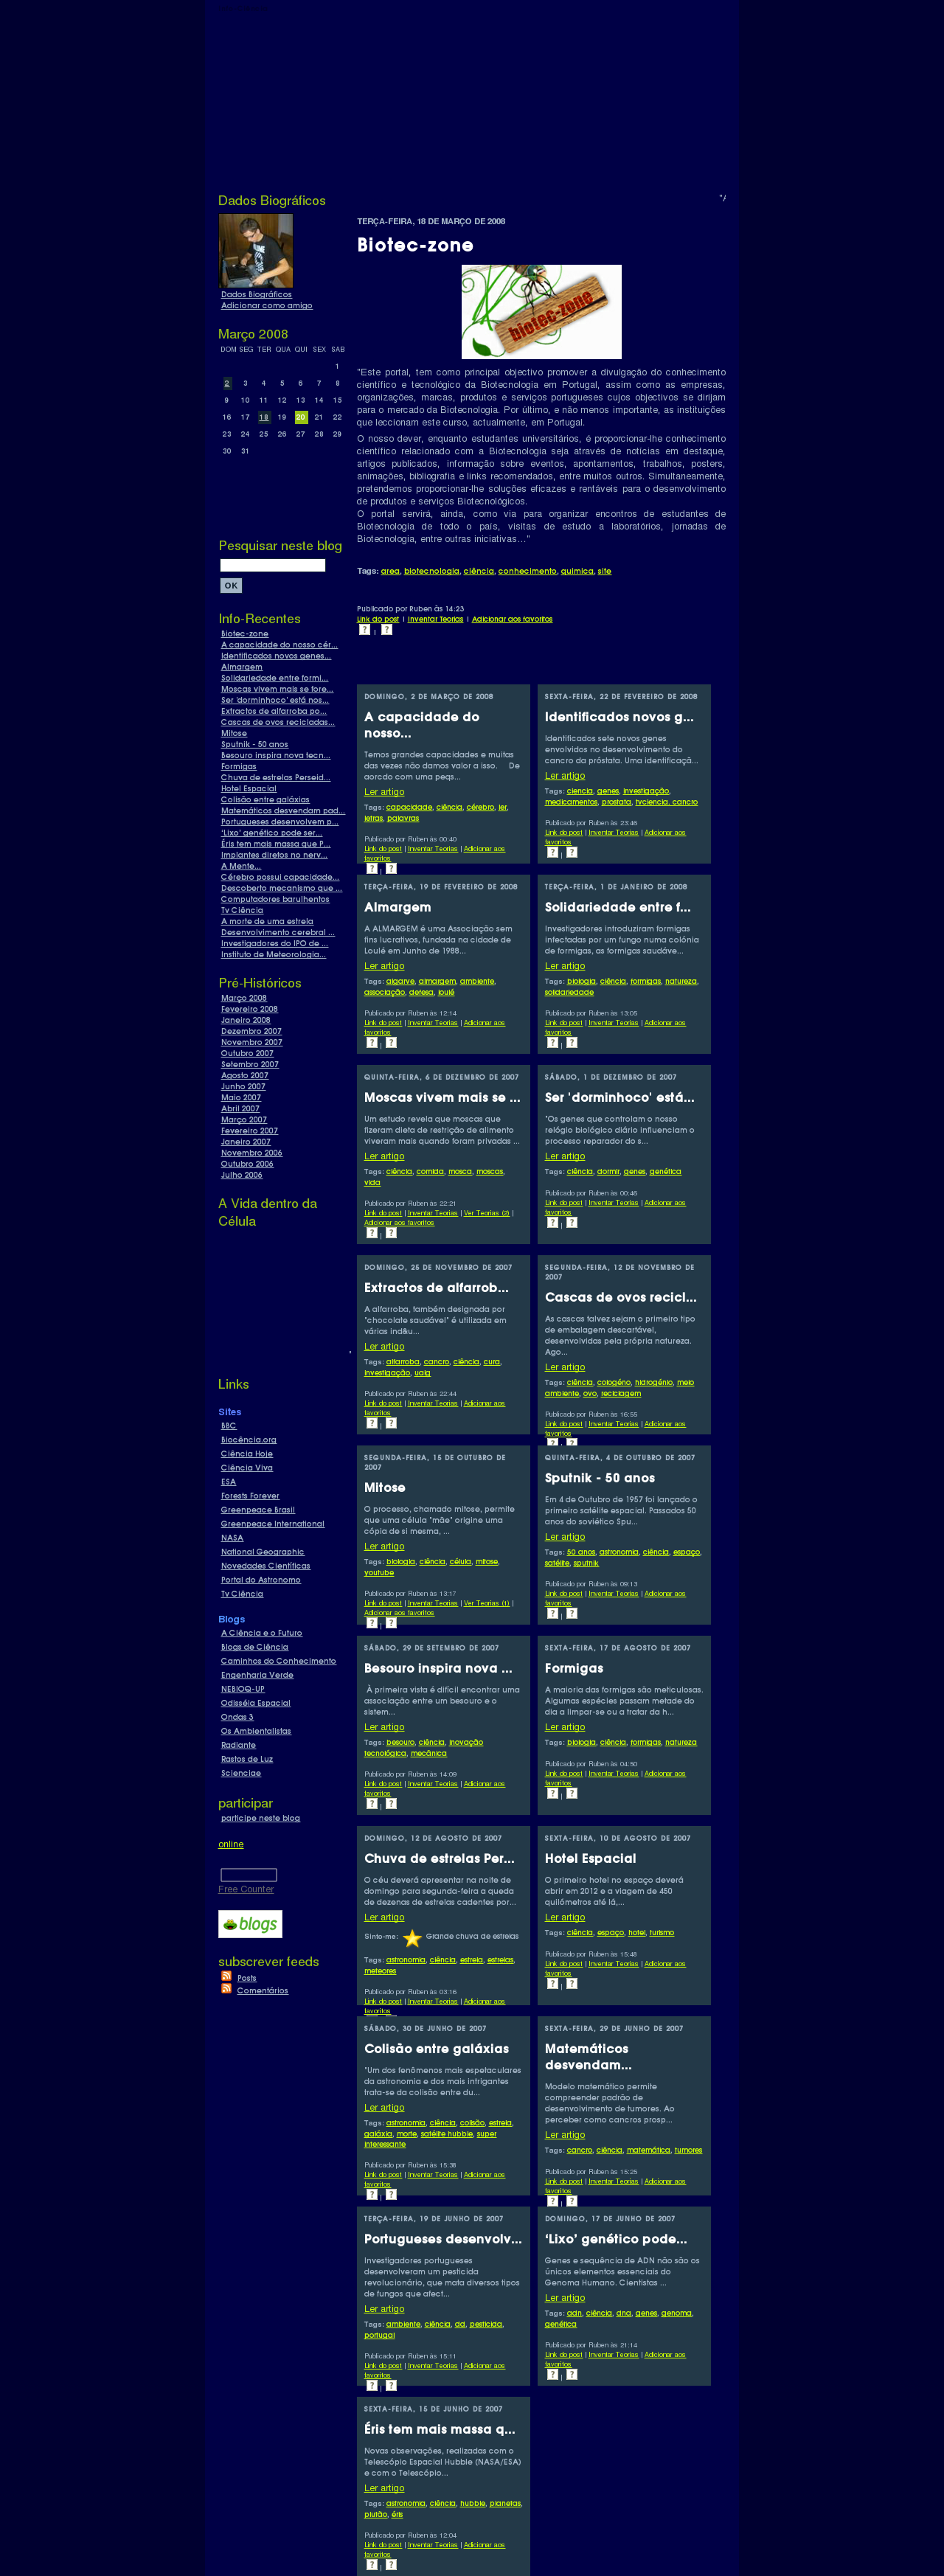 Dados Biográficos
Dados Biográficos
Adicionar como amigo
Março 2008
DOM SEG TER QUA QUI SEX SAB
1
2 3 4 5 6 7 8
9 10 11 12 13 14 15
16 17 18 19 20 21 22
23 24 25 26 27 28 29
30 31
Pesquisar neste blog
OK
Info-Recentes
Biotec-zone
A capacidade do nosso cér...
Identificados novos genes...
Almargem
Solidariedade entre formi...
Moscas vivem mais se fore...
Ser 'dorminhoco' está nos...
Extractos de alfarroba po...
Cascas de ovos recicladas...
Mitose
Sputnik - 50 anos
Besouro inspira nova tecn...
Formigas
Chuva de estrelas Perseid...
Hotel Espacial
Colisão entre galáxias
Matemáticos desvendam pad...
Portugueses desenvolvem p...
‘Lixo’ genético pode ser...
Éris tem mais massa que P...
Implantes diretos no nerv...
A Mente...
Cérebro possui capacidade...
Descoberto mecanismo que ...
Computadores barulhentos
Tv Ciência
A morte de uma estrela
Desenvolvimento cerebral ...
Investigadores do IPO de ...
Instituto de Meteorologia...
Pré-Históricos
Março 2008
Fevereiro 2008
Janeiro 2008
Dezembro 2007
Novembro 2007
Outubro 2007
Setembro 2007
Agosto 2007
Junho 2007
Maio 2007
Abril 2007
Março 2007
Fevereiro 2007
Janeiro 2007
Novembro 2006
Outubro 2006
Julho 2006
A Vida dentro da
Célula
Links
Sites
BBC
Biocência.org
Ciência Hoje
Ciência Viva
ESA
Forests Forever
Greenpeace Brasil
Greenpeace International
NASA
National Geographic
Novedades Científicas
Portal do Astronomo
Tv Ciência
Blogs
A Ciência e o Futuro
Blogs de Ciência
Caminhos do Conhecimento
Engenharia Verde
NEBIOQ-UP
Odisséia Espacial
Ondas 3
Os Ambientalistas
Radiante
Rastos de Luz
Scienciae
participar
participe neste blog
online
Free Counter
blogs
subscrever feeds
Posts
Comentários
TERÇA-FEIRA, 18 DE MARÇO DE 2008
Biotec-zone
biotec-zone
"Este portal, tem como principal objectivo promover a divulgação do conhecimento
científico e tecnológico da Biotecnologia em Portugal, assim como as empresas,
organizações, marcas, produtos e serviços portugueses cujos objectivos se dirijam
para o mercado da Biotecnologia. Por último, e não menos importante, as instituições
que leccionam este curso, actualmente, em Portugal.
O nosso dever, enquanto estudantes universitários, é proporcionar-lhe conhecimento
científico relacionado com a Biotecnologia seja através de notícias em destaque,
artigos publicados, informação sobre eventos, apontamentos, trabalhos, posters,
animações, bibliografia e links recomendados, entre muitos outros. Simultaneamente,
pretendemos proporcionar-lhe soluções eficazes e rentáveis para o desenvolvimento
de produtos e serviços Biotecnológicos.
O portal servirá, ainda, como via para organizar encontros de estudantes de
Biotecnologia de todo o país, visitas de estudo a laboratórios, jornadas de
Biotecnologia, entre outras iniciativas..."
Tags: area, biotecnologia, ciência, conhecimento, quimica, site
Publicado por Ruben às 14:23
Link do post | Inventar Teorias | Adicionar aos favoritos
? | ?
DOMINGO, 2 DE MARÇO DE 2008
A capacidade do
nosso...
Temos grandes capacidades e muitas
das vezes não damos valor a isso. De
aorcdo com uma peqs...
Ler artigo
Tags: capacidade, ciência, cérebro, ler,
letras, palavras
Publicado por Ruben às 00:40
Link do post | Inventar Teorias | Adicionar aos
favoritos
? | ?
SEXTA-FEIRA, 22 DE FEVEREIRO DE 2008
Identificados novos g...
Identificados sete novos genes
envolvidos no desenvolvimento do
cancro da próstata. Uma identificaçã...
Ler artigo
Tags: ciencia, genes, investigação,
medicamentos, prostata, tvciencia, cancro
Publicado por Ruben às 23:46
Link do post | Inventar Teorias | Adicionar aos
favoritos
? | ?
TERÇA-FEIRA, 19 DE FEVEREIRO DE 2008
Almargem
A ALMARGEM é uma Associação sem
fins lucrativos, fundada na cidade de
Loulé em Junho de 1988...
Ler artigo
Tags: algarve, almargem, ambiente,
associação, defesa, loulé
Publicado por Ruben às 12:14
Link do post | Inventar Teorias | Adicionar aos
favoritos
? | ?
TERÇA-FEIRA, 1 DE JANEIRO DE 2008
Solidariedade entre f...
Investigadores introduziram formigas
infectadas por um fungo numa colónia
de formigas, as formigas saudáve...
Ler artigo
Tags: biologia, ciência, formigas, natureza,
solidariedade
Publicado por Ruben às 13:05
Link do post | Inventar Teorias | Adicionar aos
favoritos
? | ?
QUINTA-FEIRA, 6 DE DEZEMBRO DE 2007
Moscas vivem mais se ...
Um estudo revela que moscas que
fizeram dieta de restrição de alimento
viveram mais quando foram privadas ...
Ler artigo
Tags: ciência, comida, mosca, moscas,
vida
Publicado por Ruben às 22:21
Link do post | Inventar Teorias | Ver Teorias (2) |
Adicionar aos favoritos
? | ?
SÁBADO, 1 DE DEZEMBRO DE 2007
Ser 'dorminhoco' está...
"Os genes que controlam o nosso
relógio biológico diário influenciam o
processo reparador do s...
Ler artigo
Tags: ciência, dormir, genes, genética
Publicado por Ruben às 00:46
Link do post | Inventar Teorias | Adicionar aos
favoritos
? | ?
DOMINGO, 25 DE NOVEMBRO DE 2007
Extractos de alfarrob...
A alfarroba, também designada por
"chocolate saudável" é utilizada em
várias ind&u...
Ler artigo
Tags: alfarroba, cancro, ciência, cura,
investigação, ualg
Publicado por Ruben às 22:44
Link do post | Inventar Teorias | Adicionar aos
favoritos
? | ?
SEGUNDA-FEIRA, 12 DE NOVEMBRO DE
2007
Cascas de ovos recicl...
As cascas talvez sejam o primeiro tipo
de embalagem descartável,
desenvolvidas pela própria natureza.
Ago...
Ler artigo
Tags: ciência, cologéno, hidrogénio, meio
ambiente, ovo, reciclagem
Publicado por Ruben às 16:55
Link do post | Inventar Teorias | Adicionar aos
favoritos
SEGUNDA-FEIRA, 15 DE OUTUBRO DE
2007
Mitose
O processo, chamado mitose, permite
que uma célula "mãe" origine uma
cópia de si mesma, ...
Ler artigo
Tags: biologia, ciência, célula, mitose,
youtube
Publicado por Ruben às 13:17
Link do post | Inventar Teorias | Ver Teorias (1) |
Adicionar aos favoritos
? | ?
QUINTA-FEIRA, 4 DE OUTUBRO DE 2007
Sputnik - 50 anos
Em 4 de Outubro de 1957 foi lançado o
primeiro satélite espacial. Passados 50
anos do soviético Spu...
Ler artigo
Tags: 50 anos, astronomia, ciência, espaço,
satélite, sputnik
Publicado por Ruben às 09:13
Link do post | Inventar Teorias | Adicionar aos
favoritos
? | ?
SÁBADO, 29 DE SETEMBRO DE 2007
Besouro inspira nova ...
À primeira vista é difícil encontrar uma
associação entre um besouro e o
sistem...
Ler artigo
Tags: besouro, ciência, inovação
tecnológica, mecânica
Publicado por Ruben às 14:09
Link do post | Inventar Teorias | Adicionar aos
favoritos
? | ?
SEXTA-FEIRA, 17 DE AGOSTO DE 2007
Formigas
A maioria das formigas são meticulosas.
Algumas espécies passam metade do
dia a limpar-se ou a tratar da h...
Ler artigo
Tags: biologia, ciência, formigas, natureza
Publicado por Ruben às 04:50
Link do post | Inventar Teorias | Adicionar aos
favoritos
? | ?
DOMINGO, 12 DE AGOSTO DE 2007
Chuva de estrelas Per...
O céu deverá apresentar na noite de
domingo para segunda-feira a queda
de dezenas de estrelas cadentes por...
Ler artigo
Sinto-me: Grande chuva de estrelas
Tags: astronomia, ciência, estrela, estrelas,
meteores
Publicado por Ruben às 03:16
Link do post | Inventar Teorias | Adicionar aos
favoritos
SEXTA-FEIRA, 10 DE AGOSTO DE 2007
Hotel Espacial
O primeiro hotel no espaço deverá
abrir em 2012 e a viagem de 450
quilómetros até lá,...
Ler artigo
Tags: ciência, espaço, hotel, turismo
Publicado por Ruben às 15:48
Link do post | Inventar Teorias | Adicionar aos
favoritos
? | ?
SÁBADO, 30 DE JUNHO DE 2007
Colisão entre galáxias
"Um dos fenômenos mais espetaculares
da astronomia e dos mais intrigantes
trata-se da colisão entre du...
Ler artigo
Tags: astronomia, ciência, colisão, estrela,
galáxia, morte, satélite hubble, super
interessante
Publicado por Ruben às 15:38
Link do post | Inventar Teorias | Adicionar aos
favoritos
? | ?
SEXTA-FEIRA, 29 DE JUNHO DE 2007
Matemáticos
desvendam...
Modelo matemático permite
compreender padrão de
desenvolvimento de tumores. Ao
perceber como cancros prosp...
Ler artigo
Tags: cancro, ciência, matemática, tumores
Publicado por Ruben às 15:25
Link do post | Inventar Teorias | Adicionar aos
favoritos
? | ?
TERÇA-FEIRA, 19 DE JUNHO DE 2007
Portugueses desenvolv...
Investigadores portugueses
desenvolveram um pesticida
revolucionário, que mata diversos tipos
de fungos que afect...
Ler artigo
Tags: ambiente, ciência, dd, pesticida,
portugal
Publicado por Ruben às 15:11
Link do post | Inventar Teorias | Adicionar aos
favoritos
? | ?
DOMINGO, 17 DE JUNHO DE 2007
‘Lixo’ genético pode...
Genes e sequência de ADN não são os
únicos elementos essenciais do
Genoma Humano. Cientistas ...
Ler artigo
Tags: adn, ciência, dna, genes, genoma,
genética
Publicado por Ruben às 21:14
Link do post | Inventar Teorias | Adicionar aos
favoritos
? | ?
SEXTA-FEIRA, 15 DE JUNHO DE 2007
Éris tem mais massa q...
Novas observações, realizadas com o
Telescópio Espacial Hubble (NASA/ESA)
e com o Telescópio...
Ler artigo
Tags: astronomia, ciência, hubble, planetas,
plutão, éris
Publicado por Ruben às 12:04
Link do post | Inventar Teorias | Adicionar aos
favoritos
? | ?